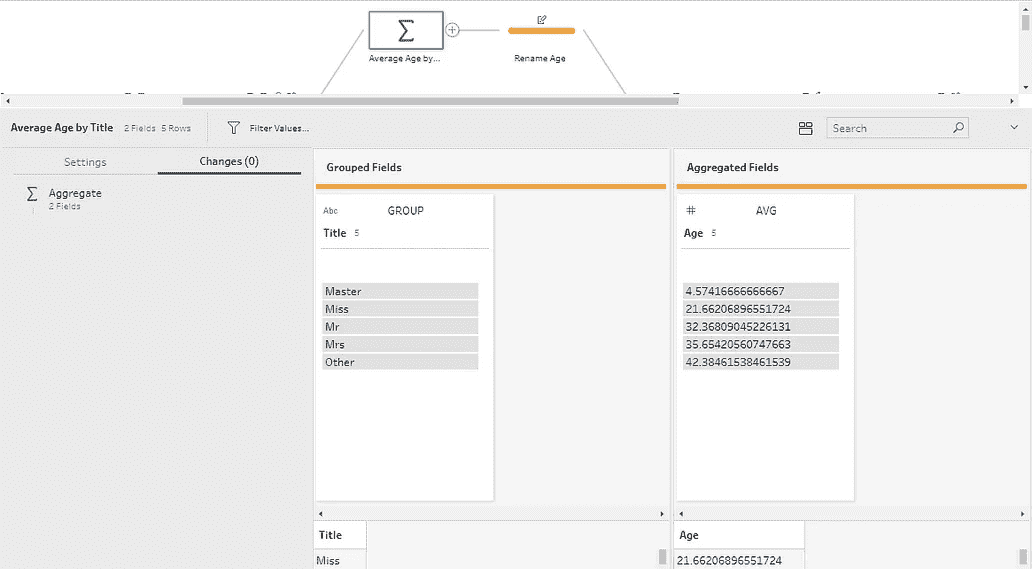 Σ
Average Age by...
Rename Age
Average Age by Title 2 Fields 5 Rows
Filter Values...
Search
Settings
Changes (0)
Σ Aggregate
2 Fields
Grouped Fields
Abc GROUP
Title 5
Master
Miss
Mr
Mrs
Other
Aggregated Fields
# AVG
Age 5
4.57416666666667
21.66206896551724
32.36809045226131
35.65420560747663
42.38461538461539
Title
Miss
Age
21.66206896551724